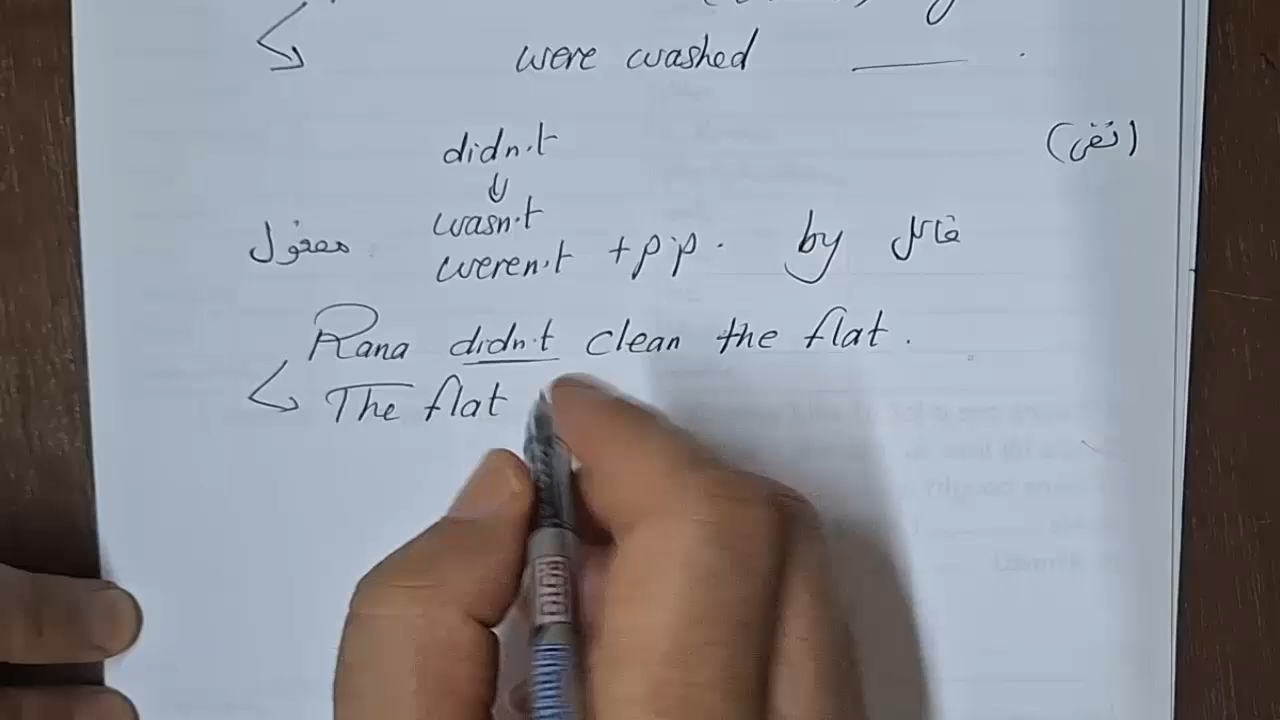 were washed
didn.t
(نفي)
wasn.t
مفعول weren.t + p.p. by فاعل
Rana didn.t clean the flat.
The flat